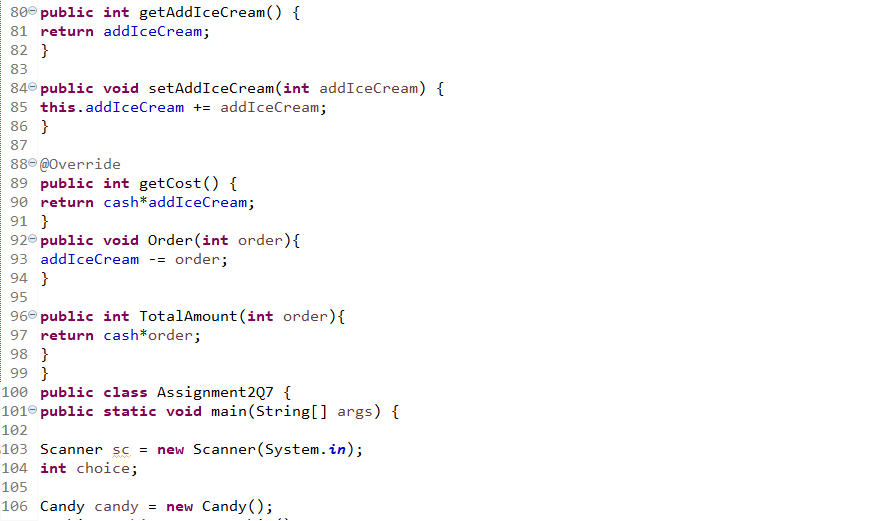 80 public int getAddIceCream() {
81 return addIceCream;
82 }
83
84 public void setAddIceCream(int addIceCream) {
85 this.addIceCream += addIceCream;
86 }
87
88 @Override
89 public int getCost() {
90 return cash*addIceCream;
91 }
92 public void Order(int order){
93 addIceCream -= order;
94 }
95
96 public int TotalAmount(int order){
97 return cash*order;
98 }
99 }
100 public class Assignment2Q7 {
101 public static void main(String[] args) {
102
103 Scanner sc = new Scanner(System.in);
104 int choice;
105
106 Candy candy = new Candy();